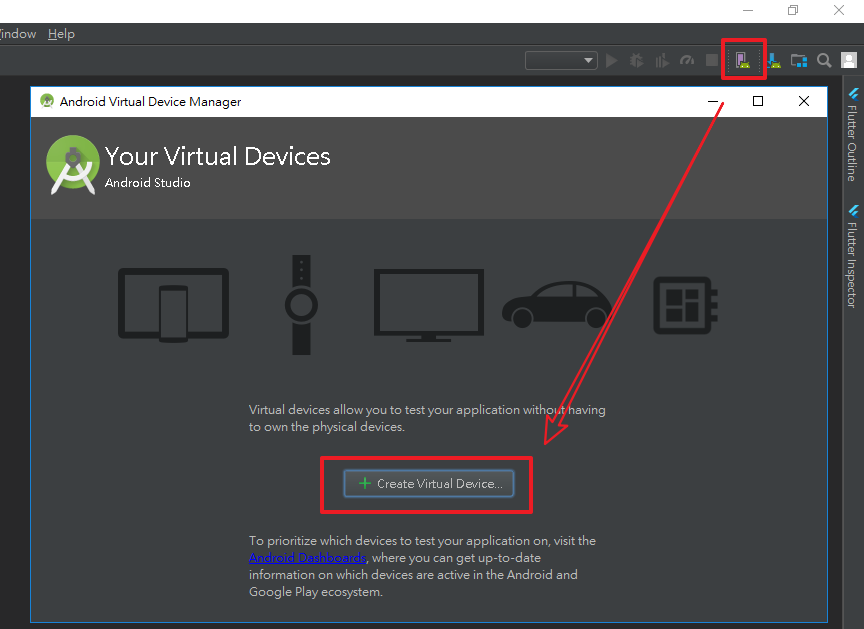 indow Help
Android Virtual Device Manager
Your Virtual Devices
Android Studio
Flutter Outline
Flutter Inspector
Virtual devices allow you to test your application without having
to own the physical devices.
Create Virtual Device...
To prioritize which devices to test your application on, visit the
Android Dashboards, where you can get up-to-date
information on which devices are active in the Android and
Google Play ecosystem.